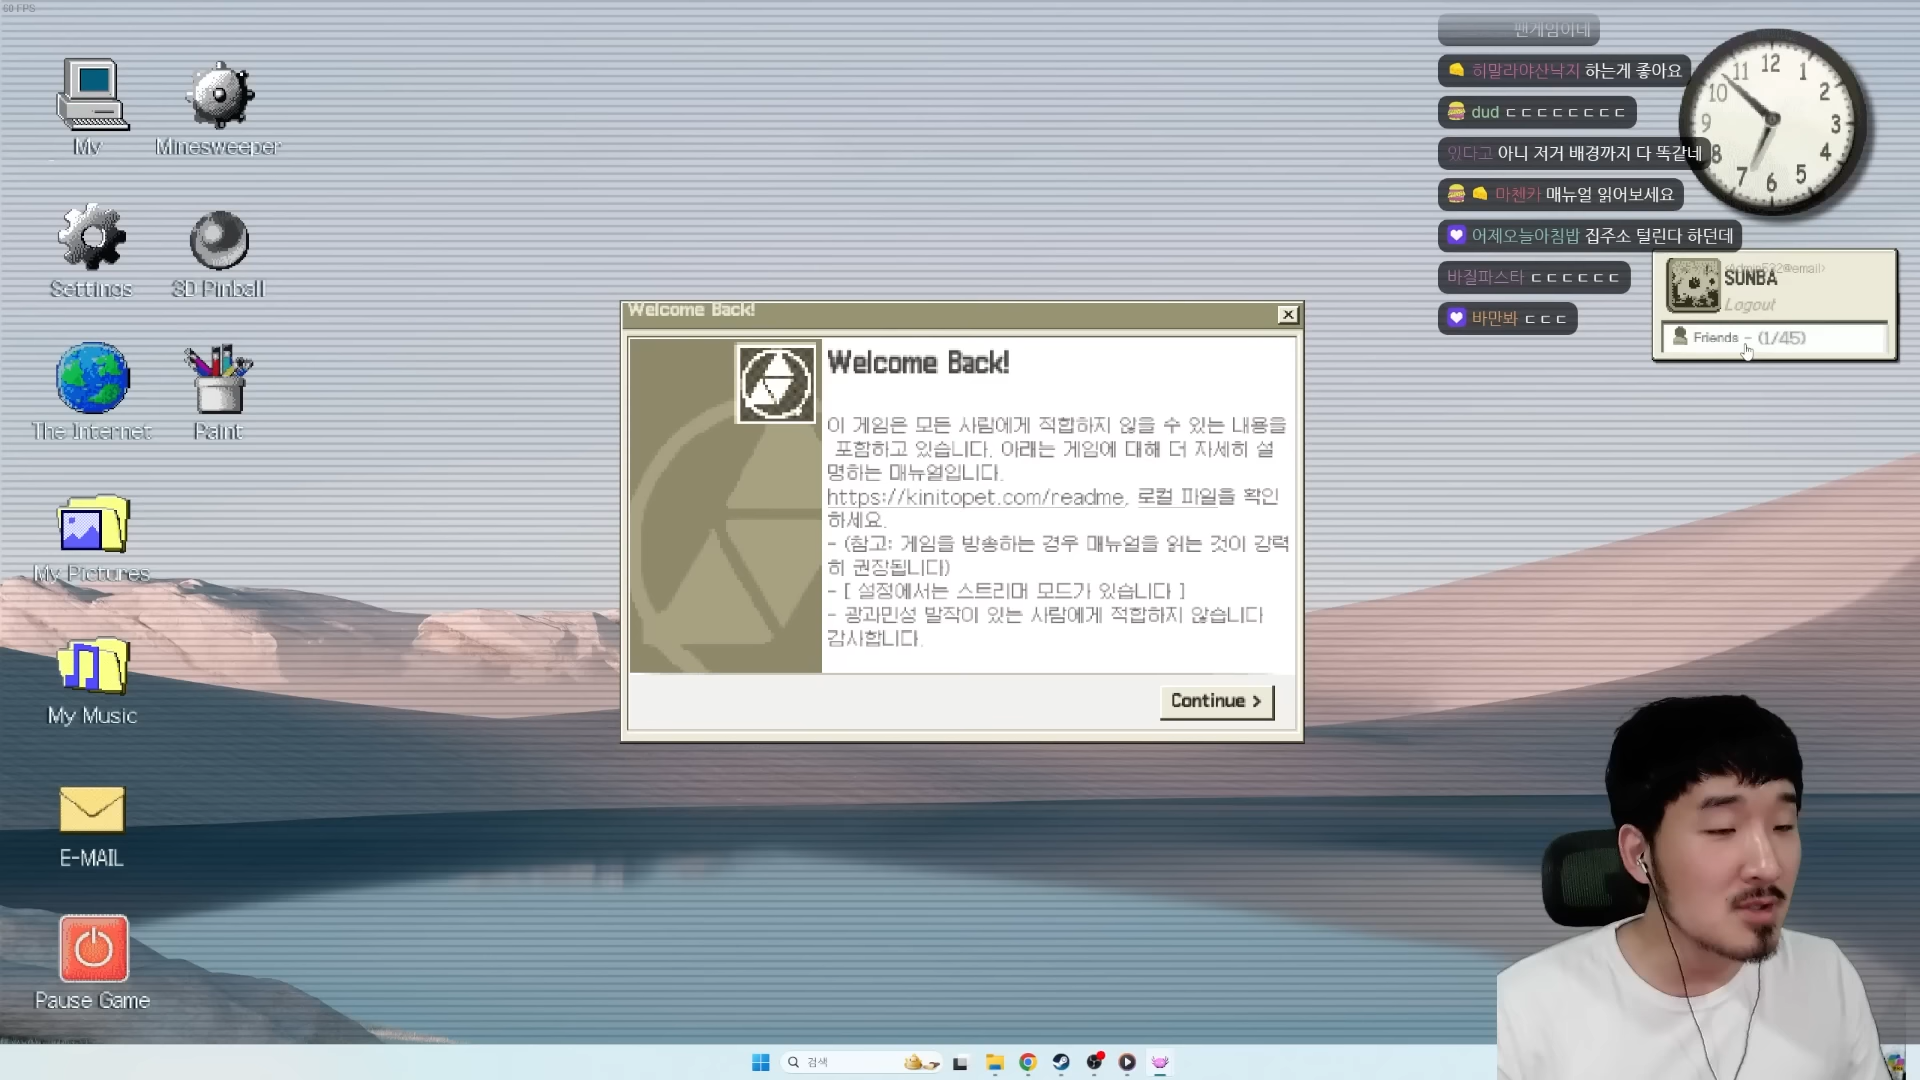 60 FPS
My
Minesweeper
Settings
3D Pinball
The Internet
Paint
My Pictures
My Music
E-MAIL
Pause Game
Welcome Back!
Welcome Back!
이 게임은 모든 사람에게 적합하지 않을 수 있는 내용을
포함하고 있습니다. 아래는 게임에 대해 더 자세히 설
명하는 매뉴얼입니다.
https://kinitopet.com/readme, 로컬 파일을 확인
하세요.
- (참고: 게임을 방송하는 경우 매뉴얼을 읽는 것이 강력
히 권장됩니다)
- [ 설정에서는 스트리머 모드가 있습니다 ]
- 광과민성 발작이 있는 사람에게 적합하지 않습니다
감사합니다.
Continue >
팬게임이네
히말라야산낙지 하는게 좋아요
dud ㄷㄷㄷㄷㄷㄷㄷㄷ
있다고 아니 저거 배경까지 다 똑같네
마첸카 매뉴얼 읽어보세요
어제오늘아침밥 집주소 털린다 하던데
바질파스타 ㄷㄷㄷㄷㄷㄷ
바만봐 ㄷㄷㄷ
12 1 2 3 4 5 6 7 8 9 10 11
SUNBA
Logout
Friends - (1/45)
검색